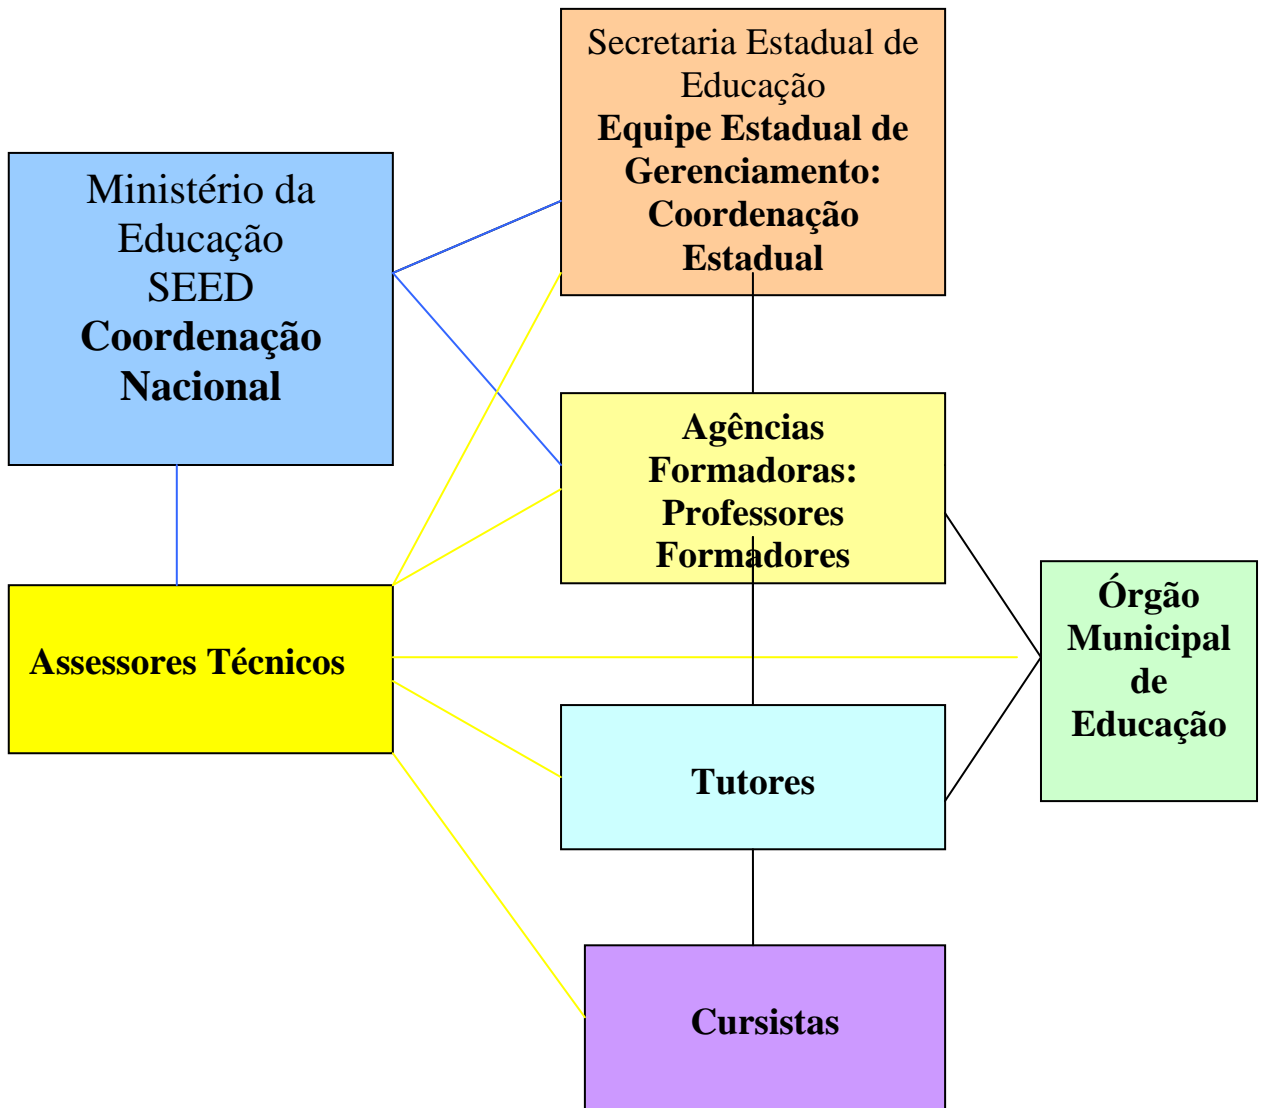 Secretaria Estadual de
Educação
Equipe Estadual de
Gerenciamento:
Coordenação
Estadual
Ministério da
Educação
SEED
Coordenação
Nacional
Agências
Formadoras:
Professores
Formadores
Assessores Técnicos
Órgão
Municipal
de
Educação
Tutores
Cursistas